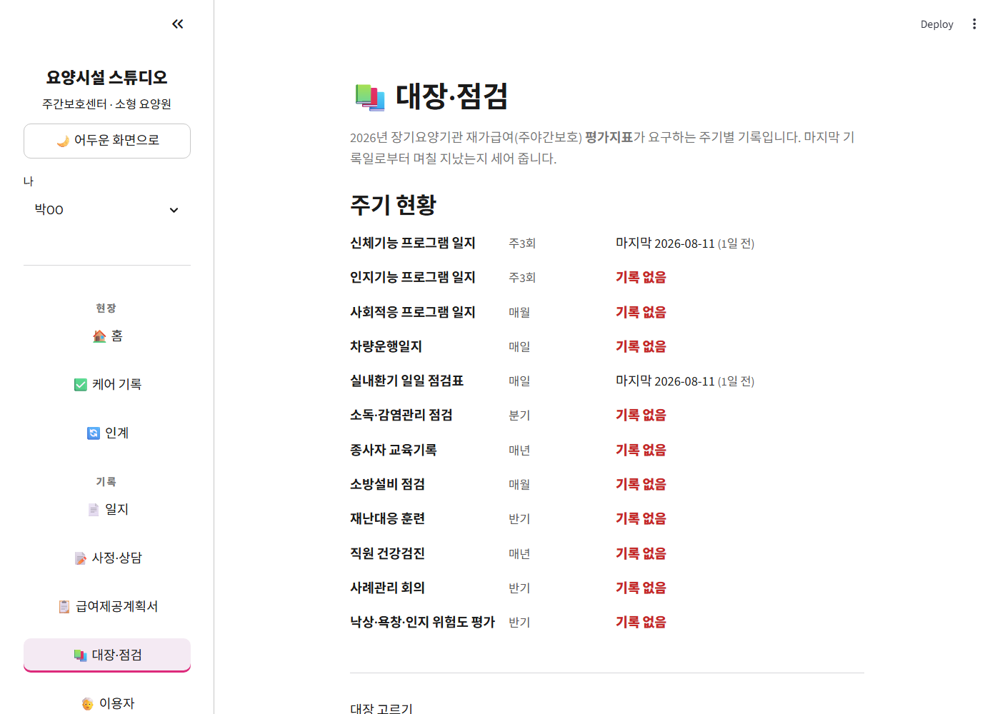 요양시설 스튜디오
주간보호센터 · 소형 요양원
어두운 화면으로
나
박OO
현장
홈
케어 기록
인계
기록
일지
사정·상담
급여제공계획서
대장·점검
이용자
Deploy
대장·점검
2026년 장기요양기관 재가급여(주야간보호) 평가지표가 요구하는 주기별 기록입니다. 마지막 기
록일로부터 며칠 지났는지 세어 줍니다.
주기 현황
신체기능 프로그램 일지 주3회 마지막 2026-08-11 (1일 전)
인지기능 프로그램 일지 주3회 기록 없음
사회적응 프로그램 일지 매월 기록 없음
차량운행일지 매일 기록 없음
실내환기 일일 점검표 매일 마지막 2026-08-11 (1일 전)
소독·감염관리 점검 분기 기록 없음
종사자 교육기록 매년 기록 없음
소방설비 점검 매월 기록 없음
재난대응 훈련 반기 기록 없음
직원 건강검진 매년 기록 없음
사례관리 회의 반기 기록 없음
낙상·욕창·인지 위험도 평가 반기 기록 없음
대장 고르기